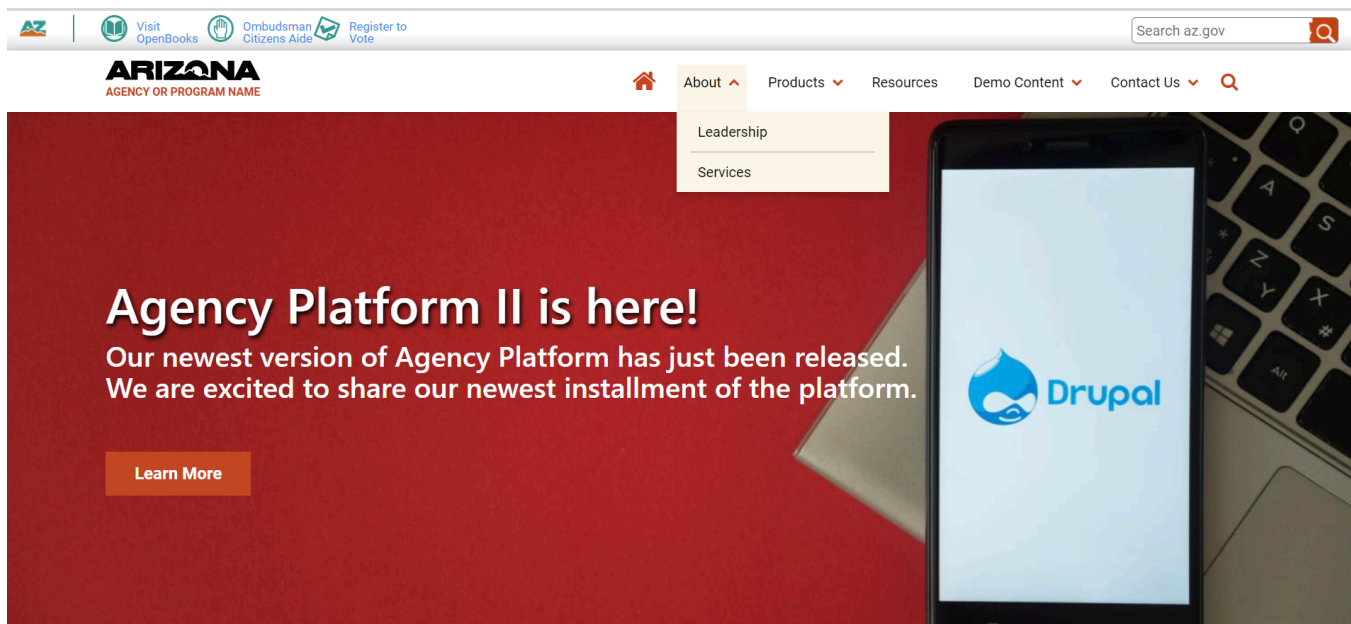 AZ
Visit
OpenBooks
Ombudsman
Citizens Aide
Register to
Vote
Search az.gov
ARIZONA
AGENCY OR PROGRAM NAME
About
Products
Resources
Demo Content
Contact Us
Leadership
Services
Agency Platform II is here!
Our newest version of Agency Platform has just been released.
We are excited to share our newest installment of the platform.
Learn More
Drupal
Q
A
S
*
Z
Y
X
#
Alt